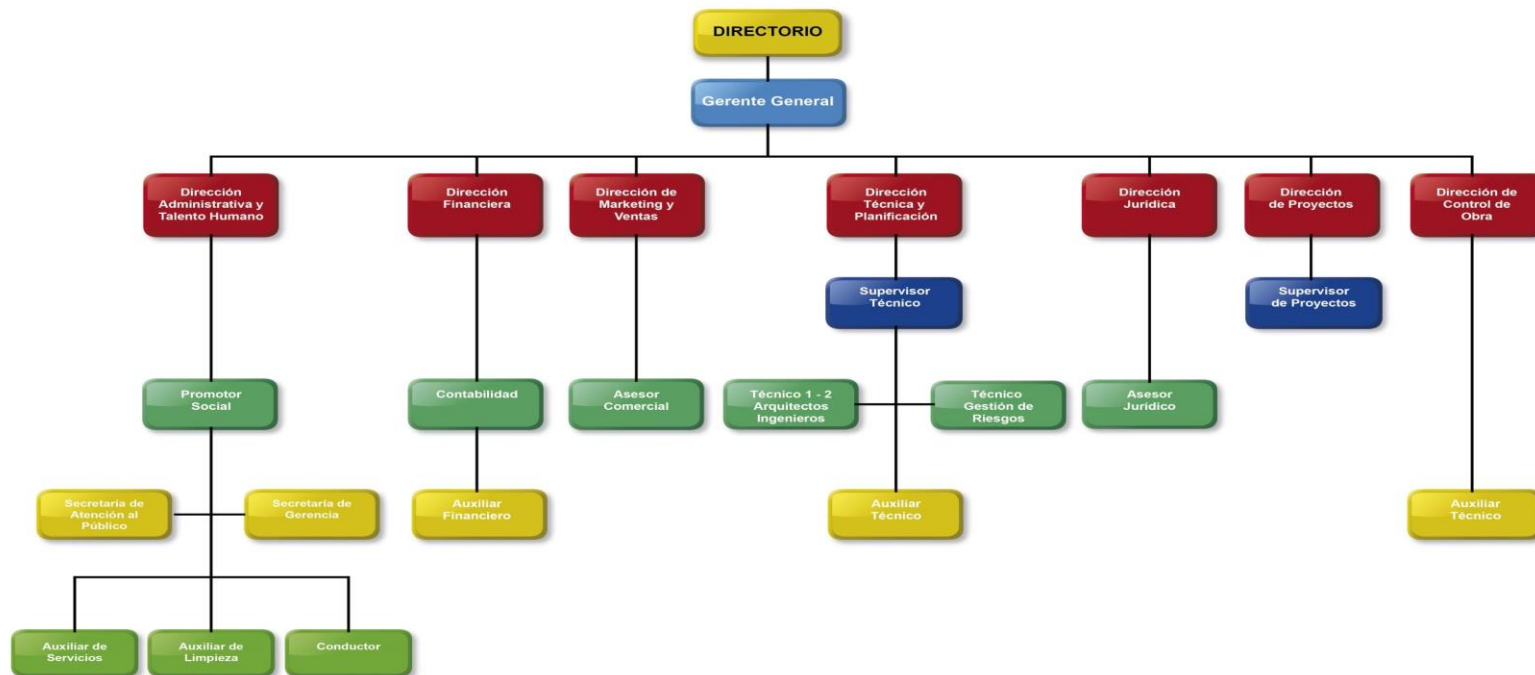 DIRECTORIO
Gerente General
Dirección
Administrativa y
Talento Humano
Dirección
Financiera
Dirección de
Marketing y
Ventas
Dirección
Técnica y
Planificación
Dirección
Jurídica
Dirección
de Proyectos
Dirección de
Control de
Obra
Supervisor
Técnico
Supervisor
de Proyectos
Promotor
Social
Contabilidad
Asesor
Comercial
Técnico 1 - 2
Arquitectos
Ingenieros
Técnico
Gestión de
Riesgos
Asesor
Jurídico
Secretaría de
Atención al
Público
Secretaría de
Gerencia
Auxiliar
Financiero
Auxiliar
Técnico
Auxiliar
Técnico
Auxiliar de
Servicios
Auxiliar de
Limpieza
Conductor